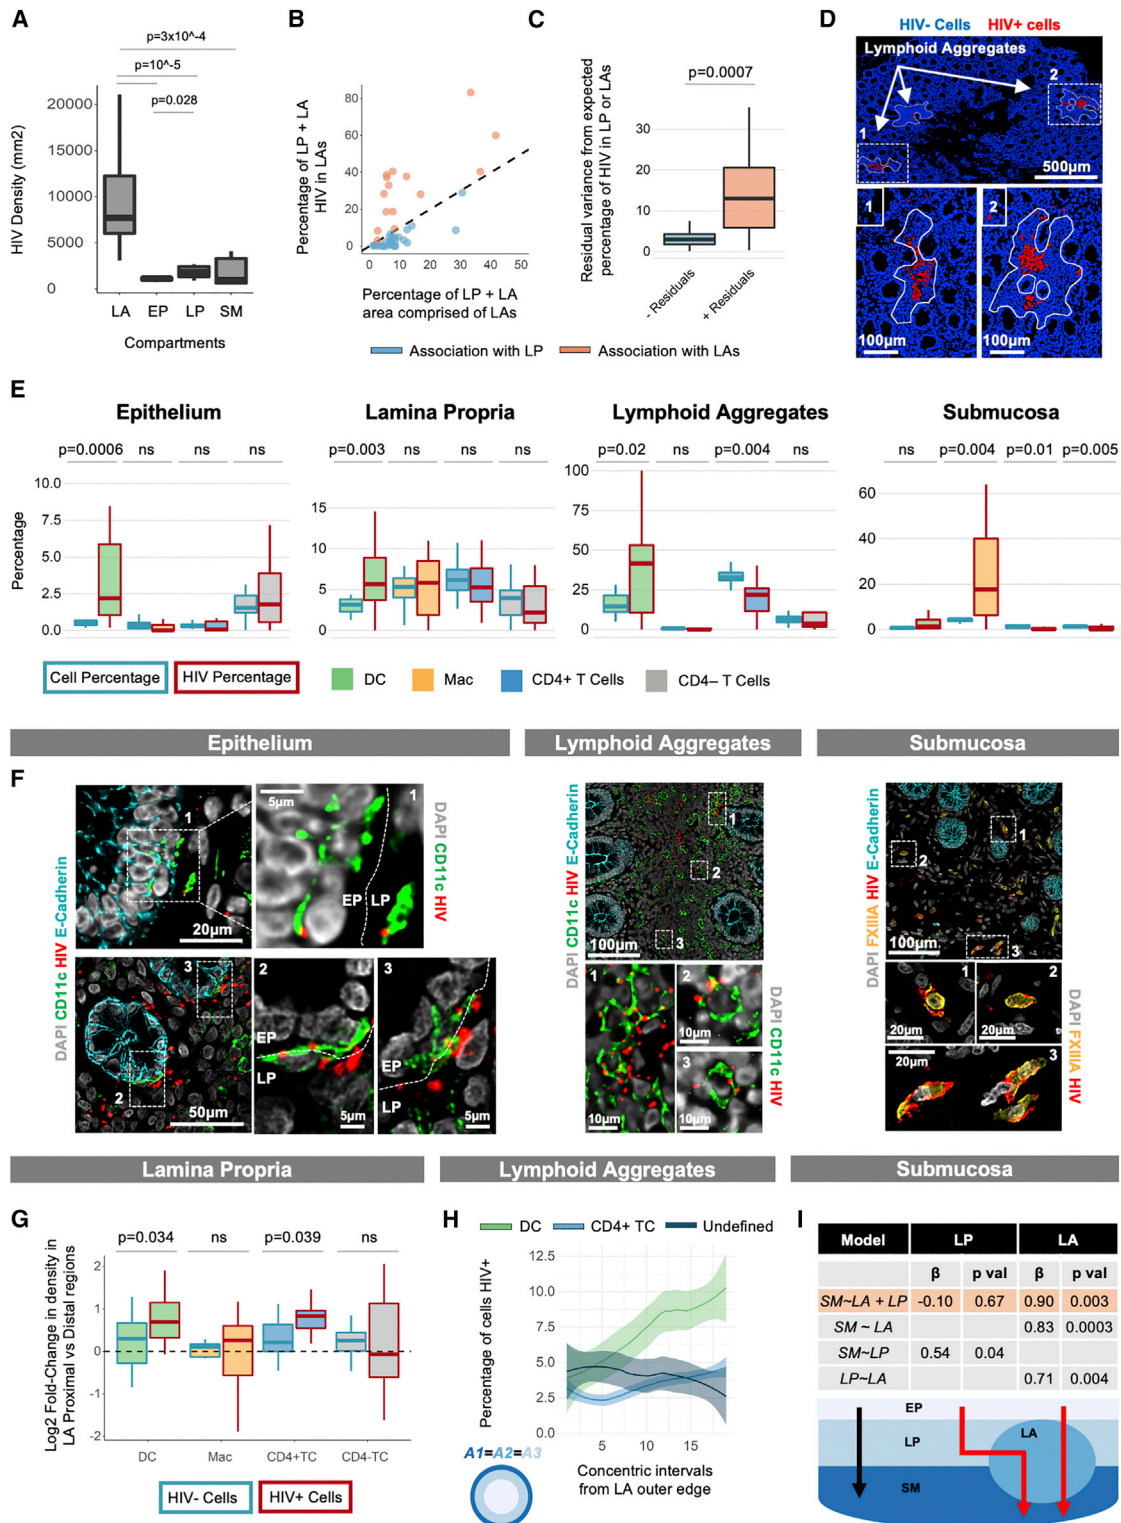 A
p=3x10^-4
p=10^-5
p=0.028
HIV Density (mm2)
20000
15000
10000
5000
0
LA EP LP SM
Compartments
B
Percentage of LP + LA
HIV in LAs
80
60
40
20
0
0 10 20 30 40 50
Percentage of LP + LA
area comprised of LAs
C
p=0.0007
Residual variance from expected
percentage of HIV in LP or LAs
30
20
10
0
- Residuals
+ Residuals
Association with LP
Association with LAs
D
HIV- Cells HIV+ cells
Lymphoid Aggregates
1
2
500µm
1
100µm
2
100µm
E
Epithelium
p=0.0006 ns ns ns
Percentage
10.0
7.5
5.0
2.5
0.0
Lamina Propria
p=0.003 ns ns ns
15
10
5
0
Lymphoid Aggregates
p=0.02 ns p=0.004 ns
100
75
50
25
0
Submucosa
ns p=0.004 p=0.01 p=0.005
60
40
20
0
Cell Percentage
HIV Percentage
DC
Mac
CD4+ T Cells
CD4– T Cells
Epithelium
Lymphoid Aggregates
Submucosa
F
DAPI CD11c HIV E-Cadherin
1
20µm
5µm
1
EP
LP
DAPI CD11c HIV
3
2
50µm
2
EP
LP
5µm
3
EP
LP
5µm
DAPI CD11c HIV E-Cadherin
1
2
3
100µm
1
10µm
2
10µm
3
10µm
DAPI CD11c HIV
DAPI FXIIIA HIV E-Cadherin
1
2
3
100µm
1
20µm
2
20µm
20µm
3
DAPI FXIIIA HIV
Lamina Propria
Lymphoid Aggregates
Submucosa
G
p=0.034 ns p=0.039 ns
Log2 Fold-Change in density in
LA Proximal vs Distal regions
2
1
0
-1
-2
DC Mac CD4+TC CD4-TC
HIV- Cells
HIV+ Cells
H
DC
CD4+ TC
Undefined
Percentage of cells HIV+
12.5
10.0
7.5
5.0
2.5
0.0
5 10 15
Concentric intervals
from LA outer edge
A1=A2=A3
I
Model LP LA
β p val β p val
SM~LA + LP -0.10 0.67 0.90 0.003
SM ~ LA 0.83 0.0003
SM~LP 0.54 0.04
LP~LA 0.71 0.004
EP
LP
LA
SM